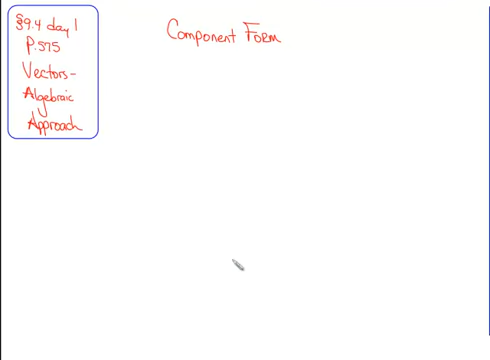 §9.4 day 1
P.575
Vectors-
Algebraic
Approach
Component Form